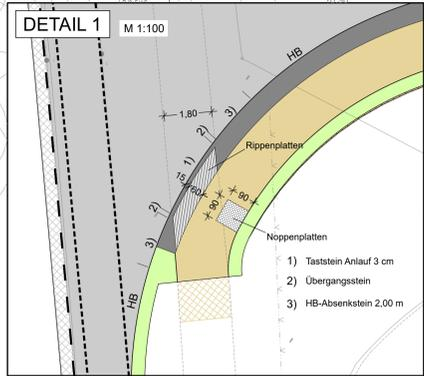 DETAIL 1
M 1:100
HB
1,80
3)
2)
Rippenplatten
1)
15
60
90
90
2)
Noppenplatten
3)
1) Taststein Anlauf 3 cm
2) Übergangsstein
3) HB-Absenkstein 2,00 m
HB